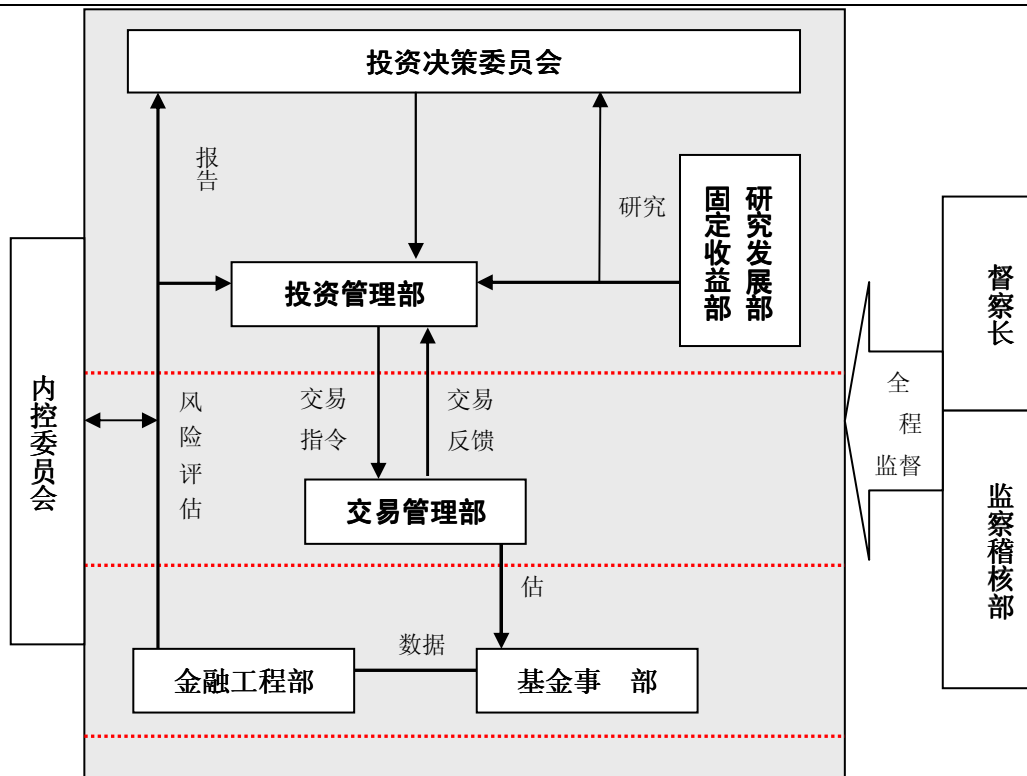 投资决策委员会
报告
研究
固定收益部
研究发展部
投资管理部
督察长
内控委员会
风险评估
交易
指令
交易
反馈
全
程
监督
交易管理部
监察稽核部
估
数据
金融工程部
基金事 部